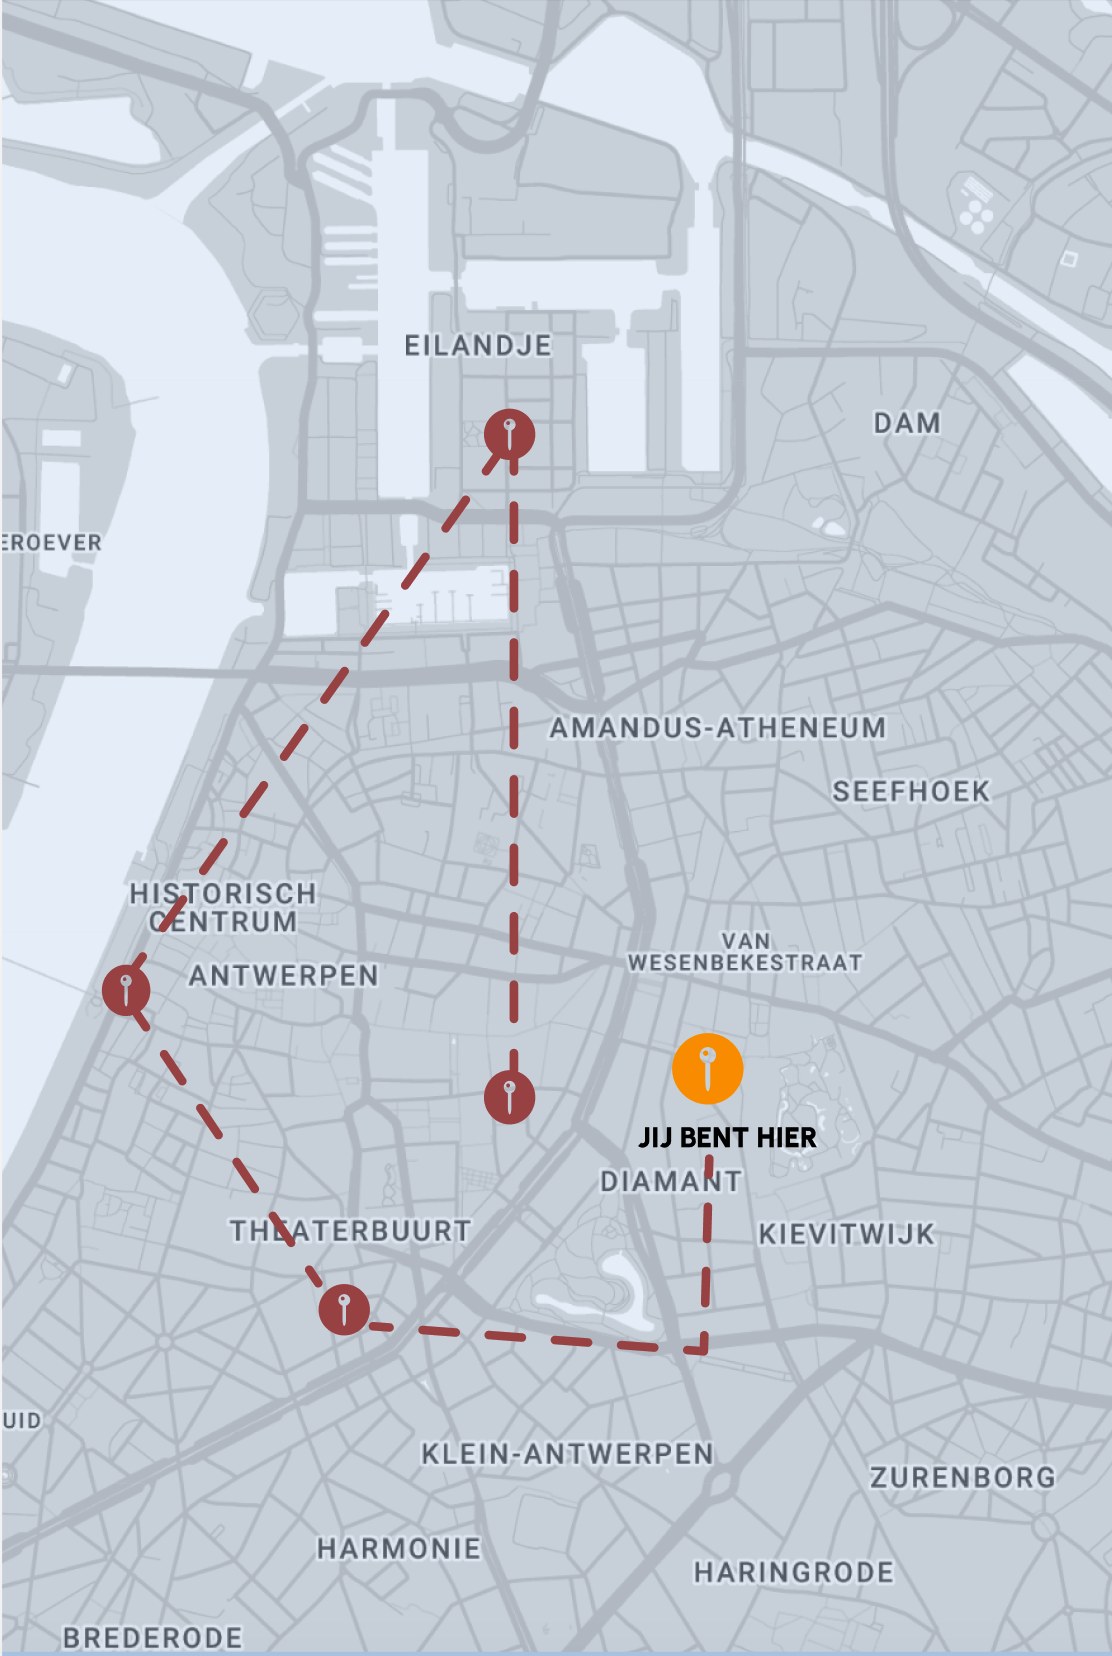 EILANDJE
DAM
EROEVER
AMANDUS-ATHENEUM
SEEFHOEK
HISTORISCH
CENTRUM
VAN
WESENBEKESTRAAT
ANTWERPEN
JIJ BENT HIER
DIAMANT
THEATERBUURT
KIEVITWIJK
UID
KLEIN-ANTWERPEN
ZURENBORG
HARMONIE
HARINGRODE
BREDERODE